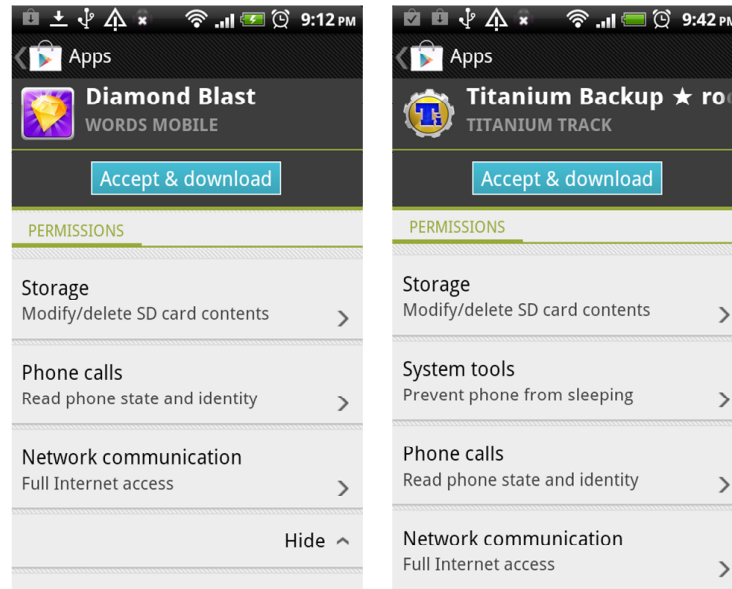 9:12 PM
Apps
Diamond Blast
WORDS MOBILE
Accept & download
PERMISSIONS
Storage
Modify/delete SD card contents
Phone calls
Read phone state and identity
Network communication
Full Internet access
Hide
9:42 PM
Apps
Titanium Backup ★ roo
TITANIUM TRACK
Accept & download
PERMISSIONS
Storage
Modify/delete SD card contents
System tools
Prevent phone from sleeping
Phone calls
Read phone state and identity
Network communication
Full Internet access